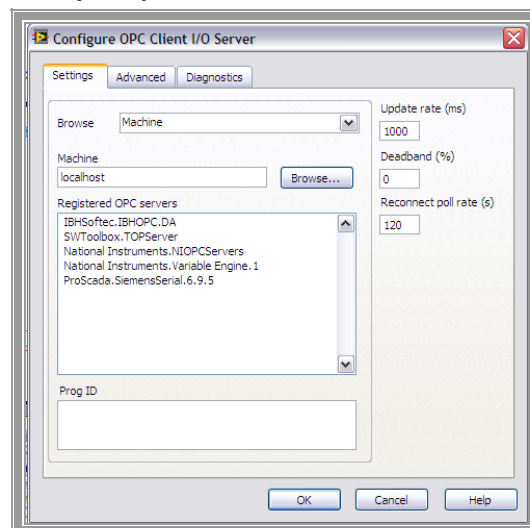 Configure OPC Client I/O Server
Settings Advanced Diagnostics
Browse Machine
Update rate (ms)
1000
Machine
Deadband (%)
localhost Browse... 0
Registered OPC servers
Reconnect poll rate (s)
120
IBHSoftec.IBHOPC.DA
SWToolbox.TOPServer
National Instruments.NIOPCServers
National Instruments.Variable Engine.1
ProScada.SiemensSerial.6.9.5
Prog ID
OK Cancel Help